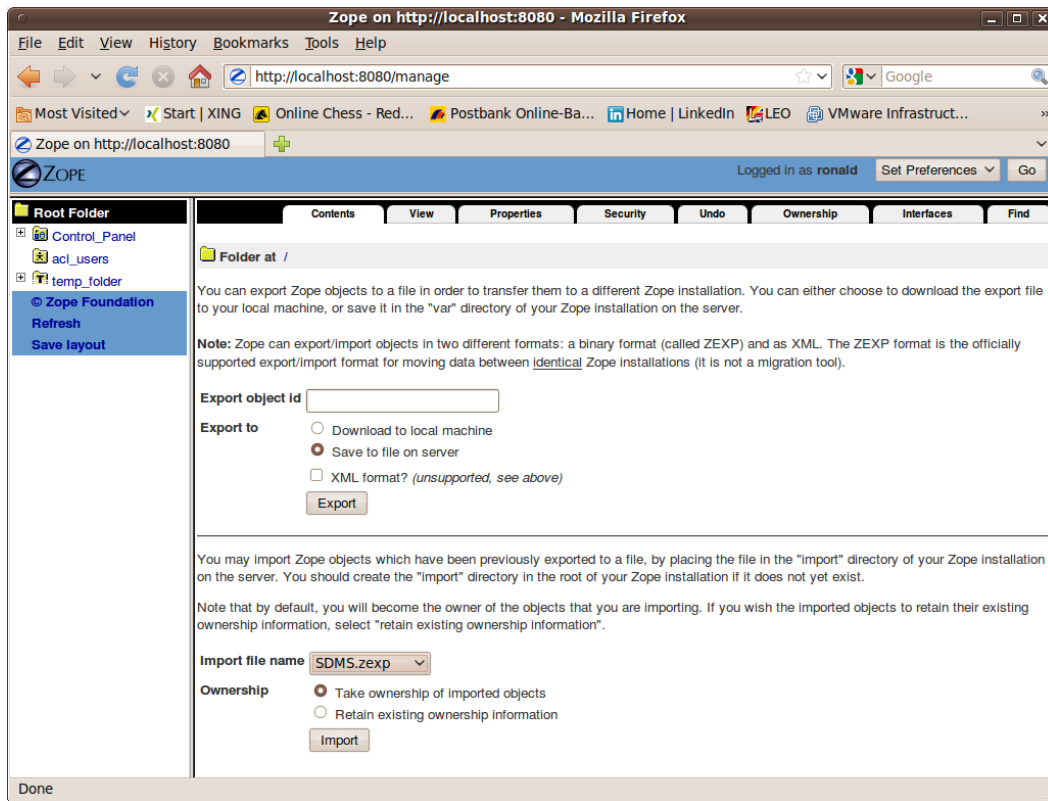 Zope on http://localhost:8080 - Mozilla Firefox
File Edit View History Bookmarks Tools Help
http://localhost:8080/manage
Google
Most Visited
Start | XING
Online Chess - Red...
Postbank Online-Ba...
Home | LinkedIn
LEO
VMware Infrastruct...
»
Zope on http://localhost:8080
ZOPE
Logged in as ronald
Set Preferences
Go
Root Folder
Control_Panel
acl_users
temp_folder
© Zope Foundation
Refresh
Save layout
Contents View Properties Security Undo Ownership Interfaces Find
Folder at /
You can export Zope objects to a file in order to transfer them to a different Zope installation. You can either choose to download the export file
to your local machine, or save it in the "var" directory of your Zope installation on the server.
Note: Zope can export/import objects in two different formats: a binary format (called ZEXP) and as XML. The ZEXP format is the officially
supported export/import format for moving data between identical Zope installations (it is not a migration tool).
Export object id
Export to
Download to local machine
Save to file on server
XML format? (unsupported, see above)
Export
You may import Zope objects which have been previously exported to a file, by placing the file in the "import" directory of your Zope installation
on the server. You should create the "import" directory in the root of your Zope installation if it does not yet exist.
Note that by default, you will become the owner of the objects that you are importing. If you wish the imported objects to retain their existing
ownership information, select "retain existing ownership information".
Import file name SDMS.zexp
Ownership
Take ownership of imported objects
Retain existing ownership information
Import
Done